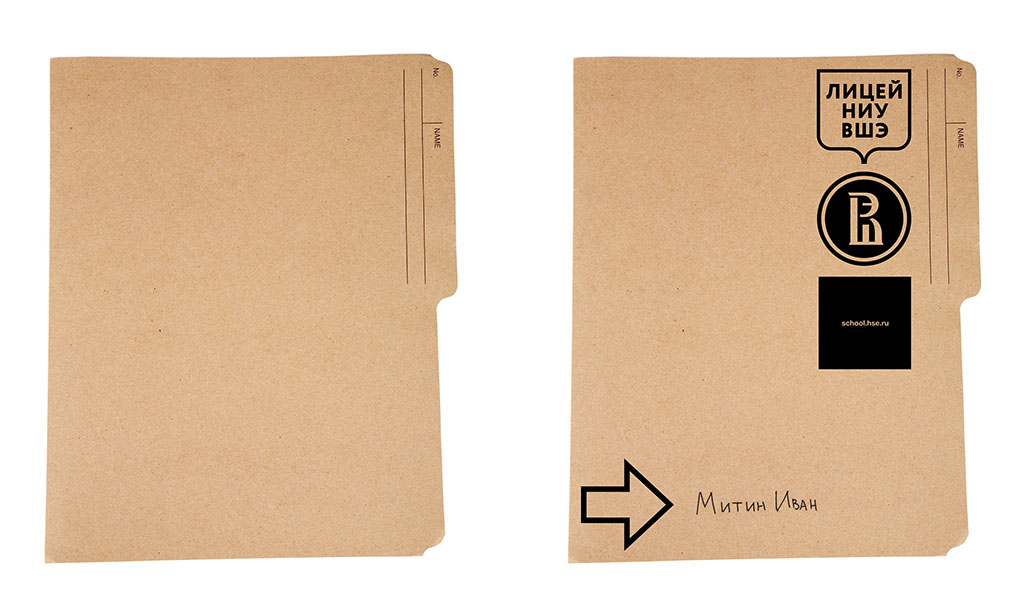 No.
NAME
ЛИЦЕЙ
НИУ
ВШЭ
school.hse.ru
Митин Иван
No.
NAME